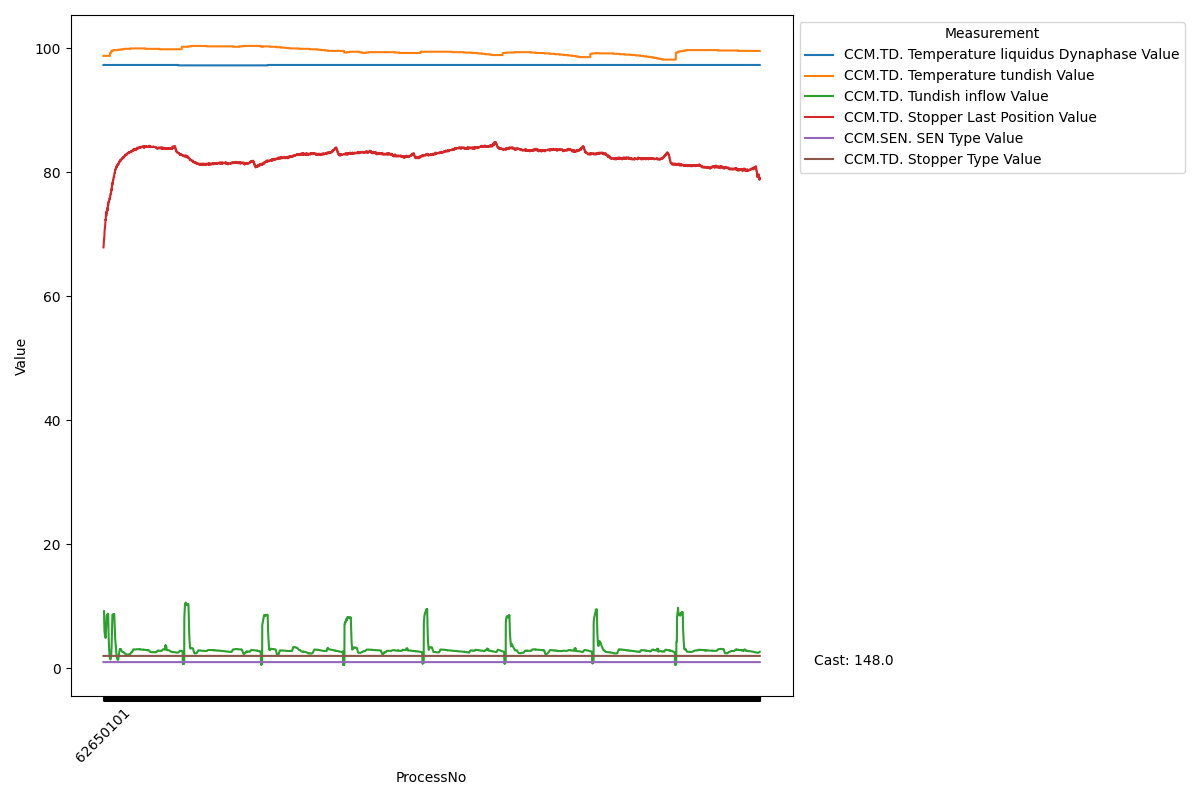 Measurement
CCM.TD. Temperature liquidus Dynaphase Value
CCM.TD. Temperature tundish Value
CCM.TD. Tundish inflow Value
CCM.TD. Stopper Last Position Value
CCM.SEN. SEN Type Value
CCM.TD. Stopper Type Value
100
80
60
40
20
0
Value
Cast: 148.0
62650101
ProcessNo